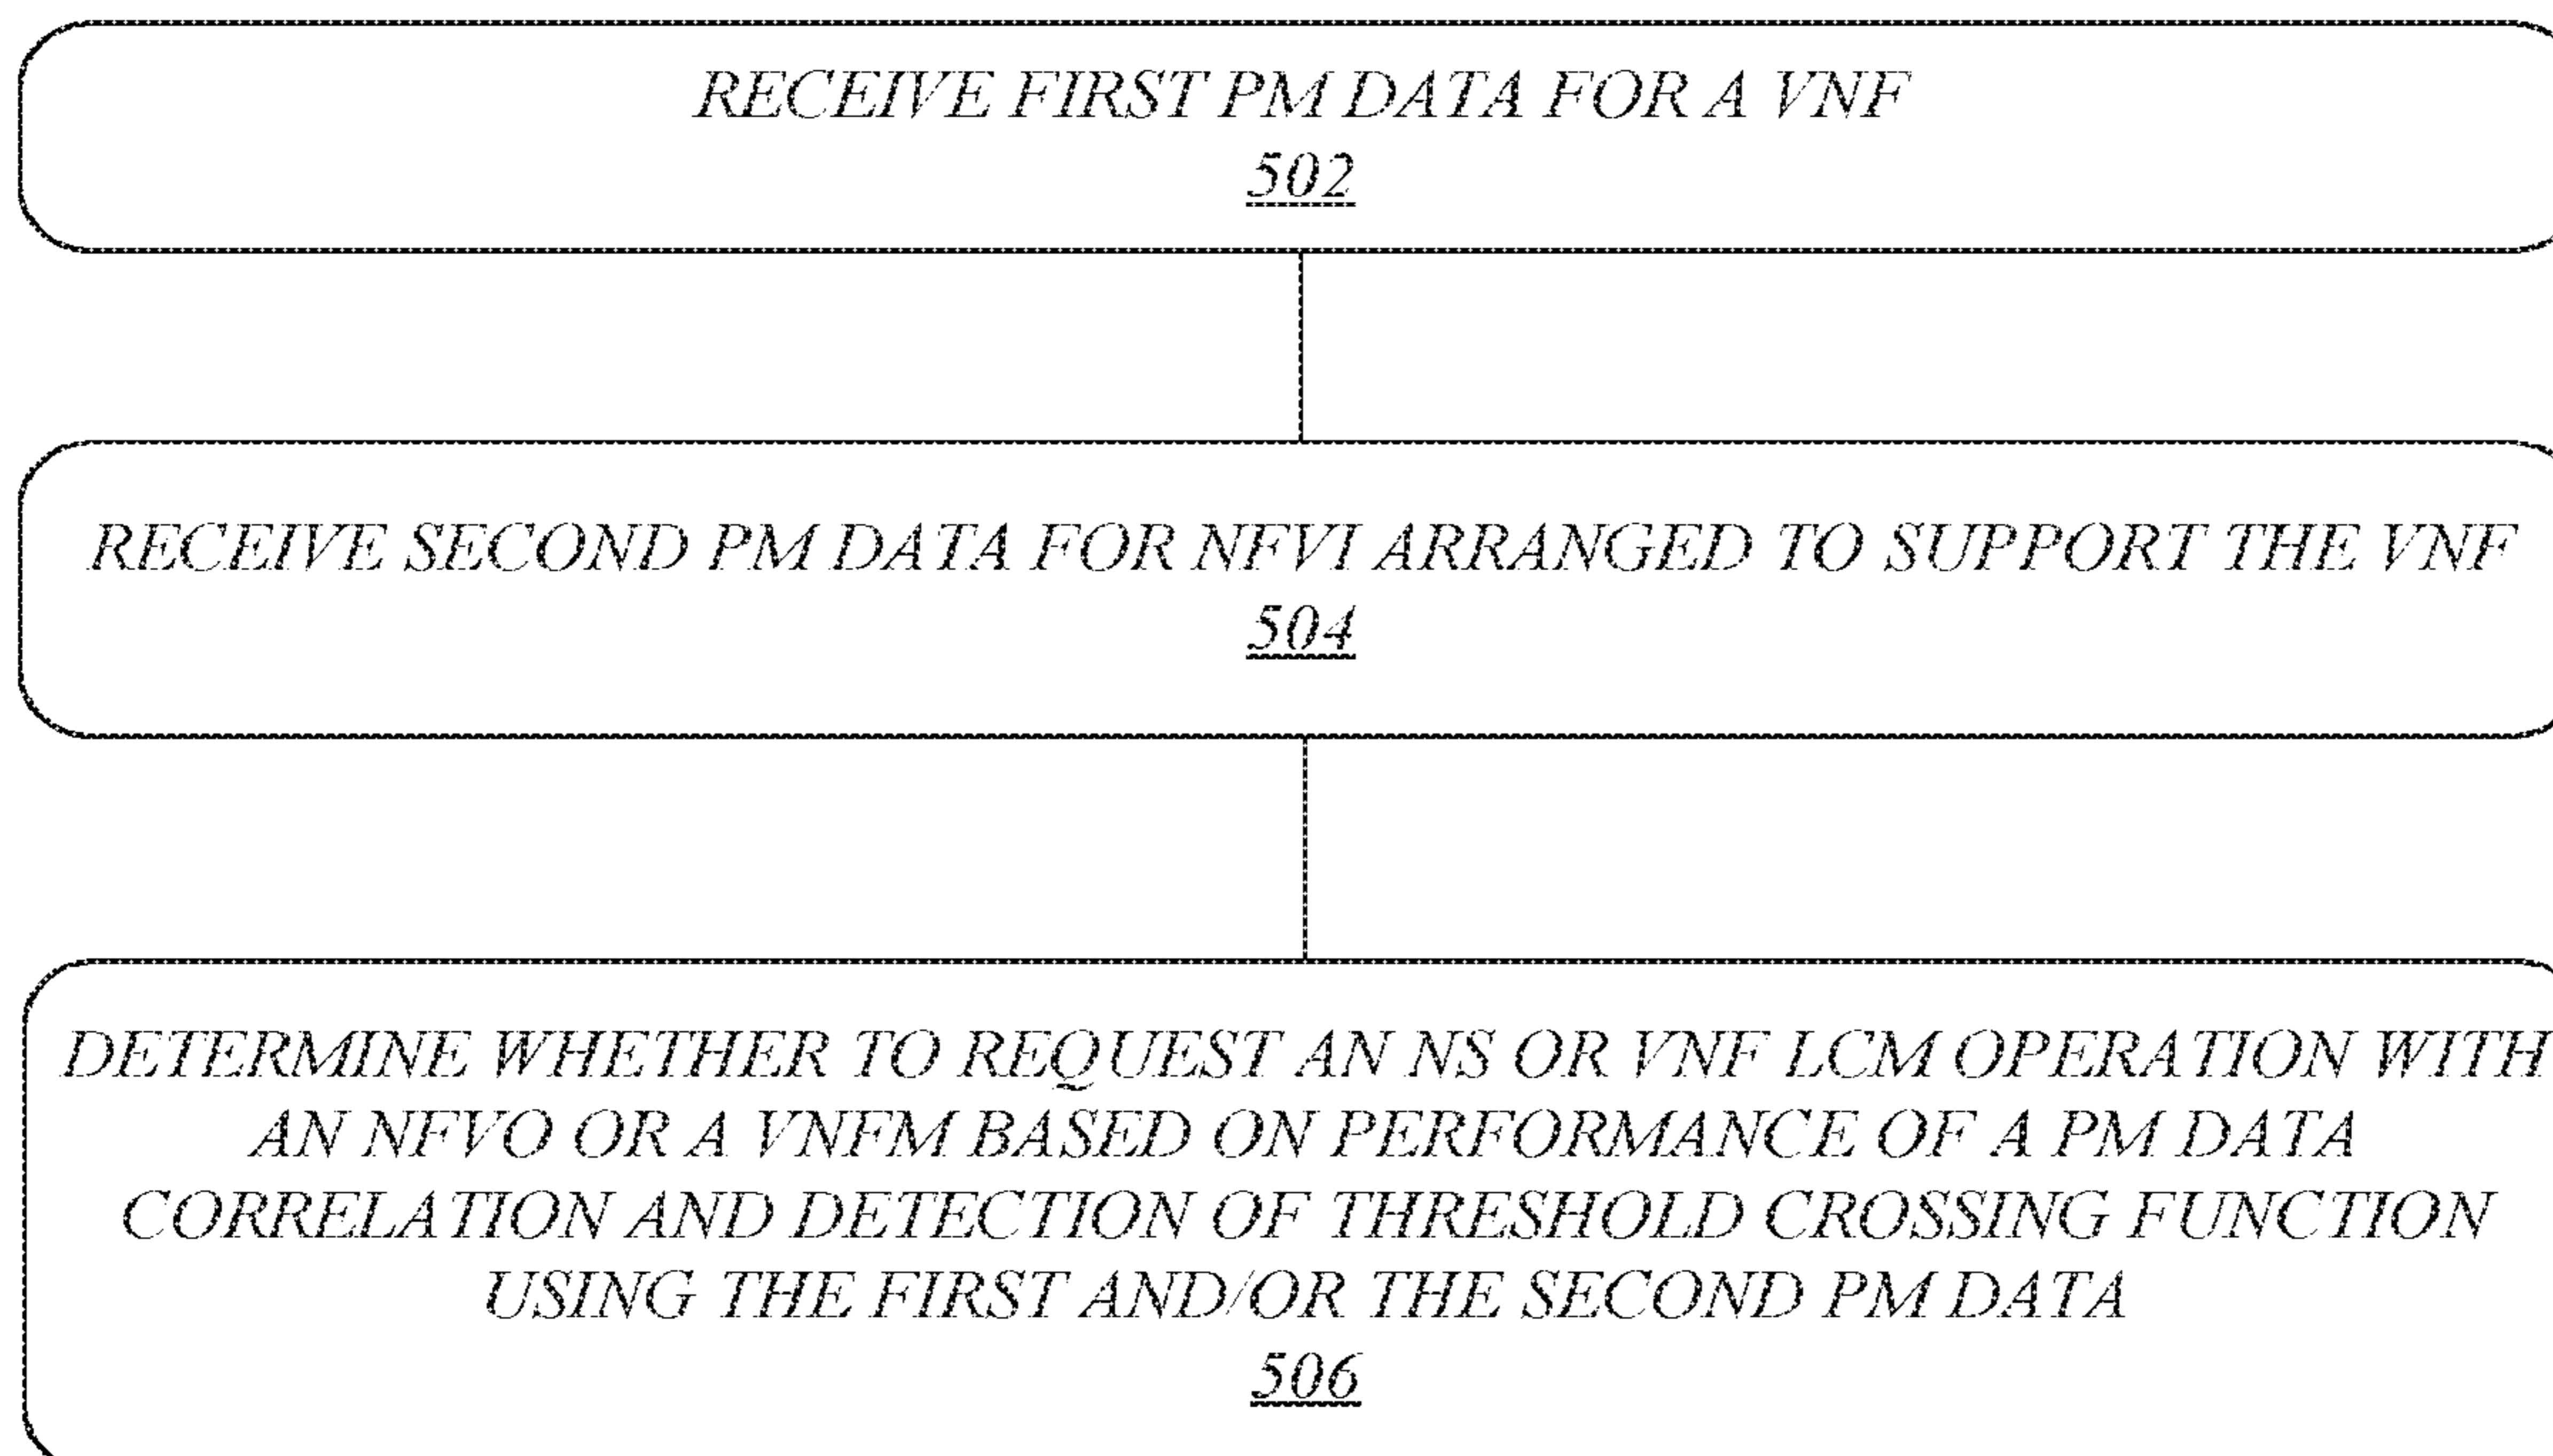 RECEIVE FIRST PM DATA FOR A VNF
502
RECEIVE SECOND PM DATA FOR NFVI ARRANGED TO SUPPORT THE VNF
504
DETERMINE WHETHER TO REQUEST AN NS OR VNF LCM OPERATION WITH
AN NFVO OR A VNFM BASED ON PERFORMANCE OF A PM DATA
CORRELATION AND DETECTION OF THRESHOLD CROSSING FUNCTION
USING THE FIRST AND/OR THE SECOND PM DATA
506